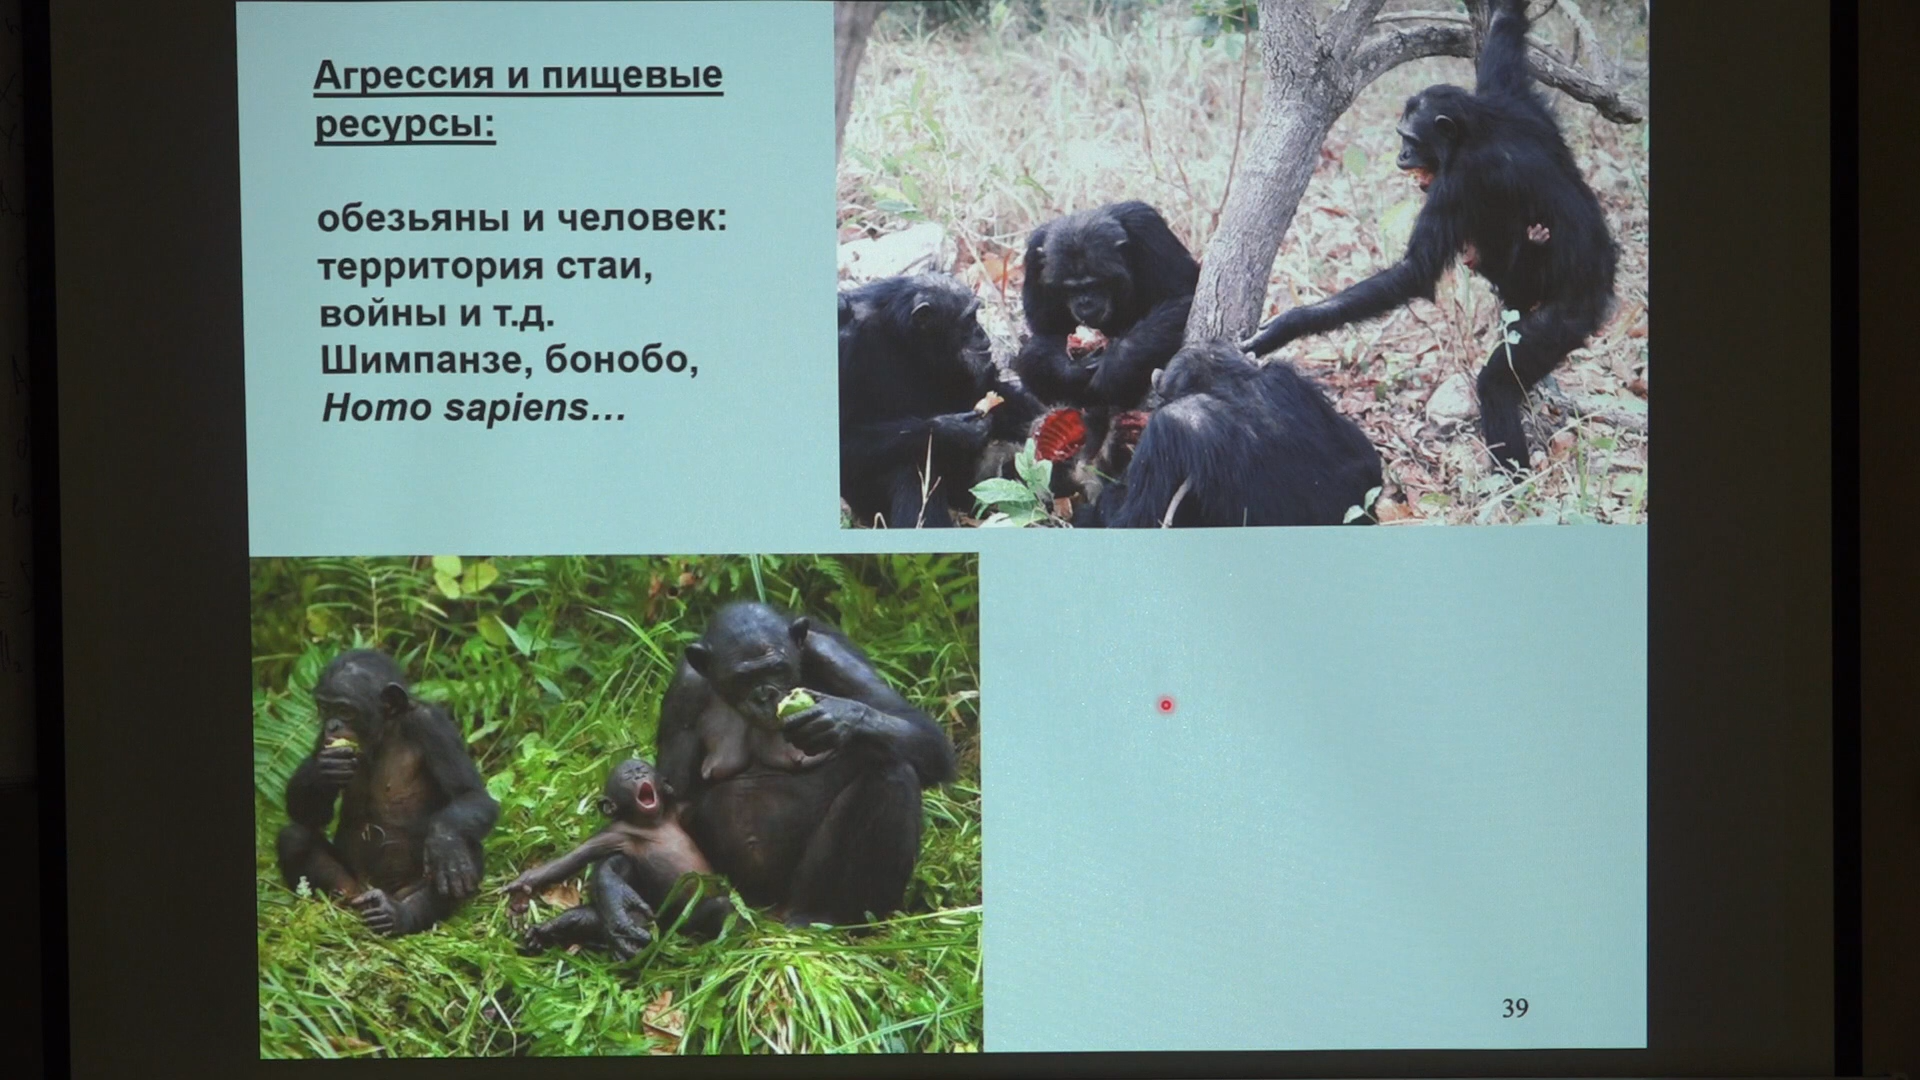 Агрессия и пищевые
ресурсы:
обезьяны и человек:
территория стаи,
войны и т.д.
Шимпанзе, бонобо,
Homo sapiens…
39